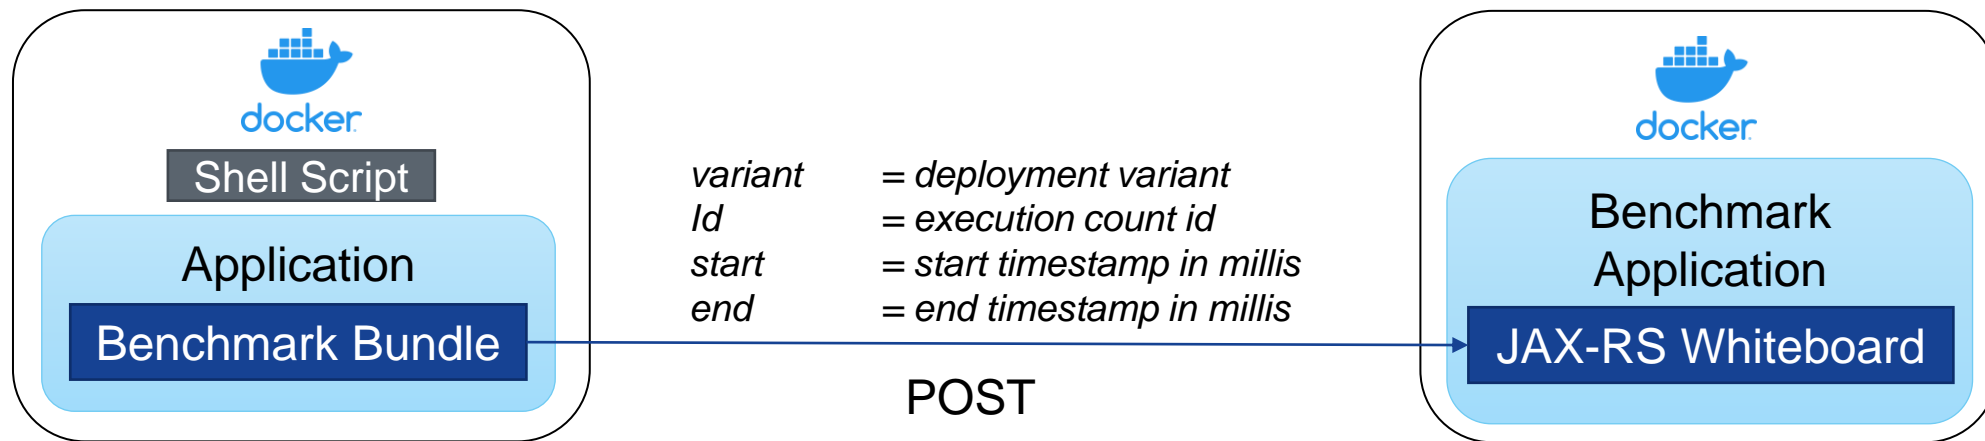 docker
Shell Script
Application
Benchmark Bundle
variant = deployment variant
Id = execution count id
start = start timestamp in millis
end = end timestamp in millis
POST
docker
Benchmark
Application
JAX-RS Whiteboard